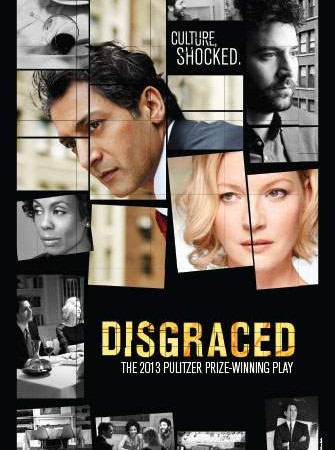 CULTURE,
SHOCKED.
DISGRACED
THE 2013 PULITZER PRIZE-WINNING PLAY